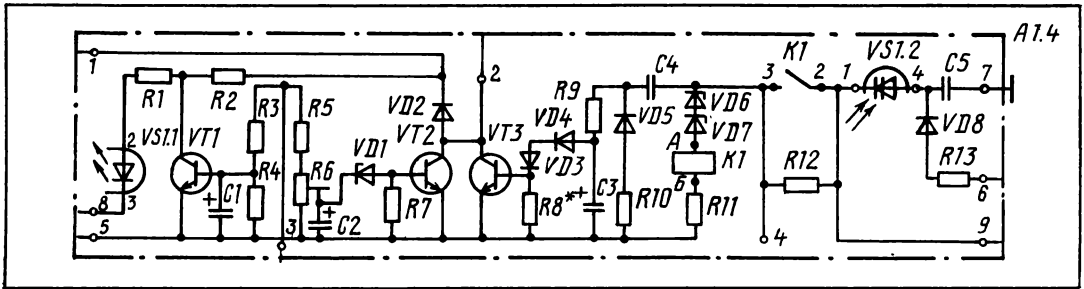 A1.4
1
R1
R2
2
VS1.1
VT1
R3
R5
R4
R6
C1
+
C2
+
VD1
VD2
VT2
VT3
R7
2
3
8
5
3
R9
VD4
VD3
R8*
+
C3
VD5
C4
R10
VD6
VD7
А
К1
Б
R11
3
К1
2
R12
4
1
VS1.2
4
C5
7
VD8
R13
6
9